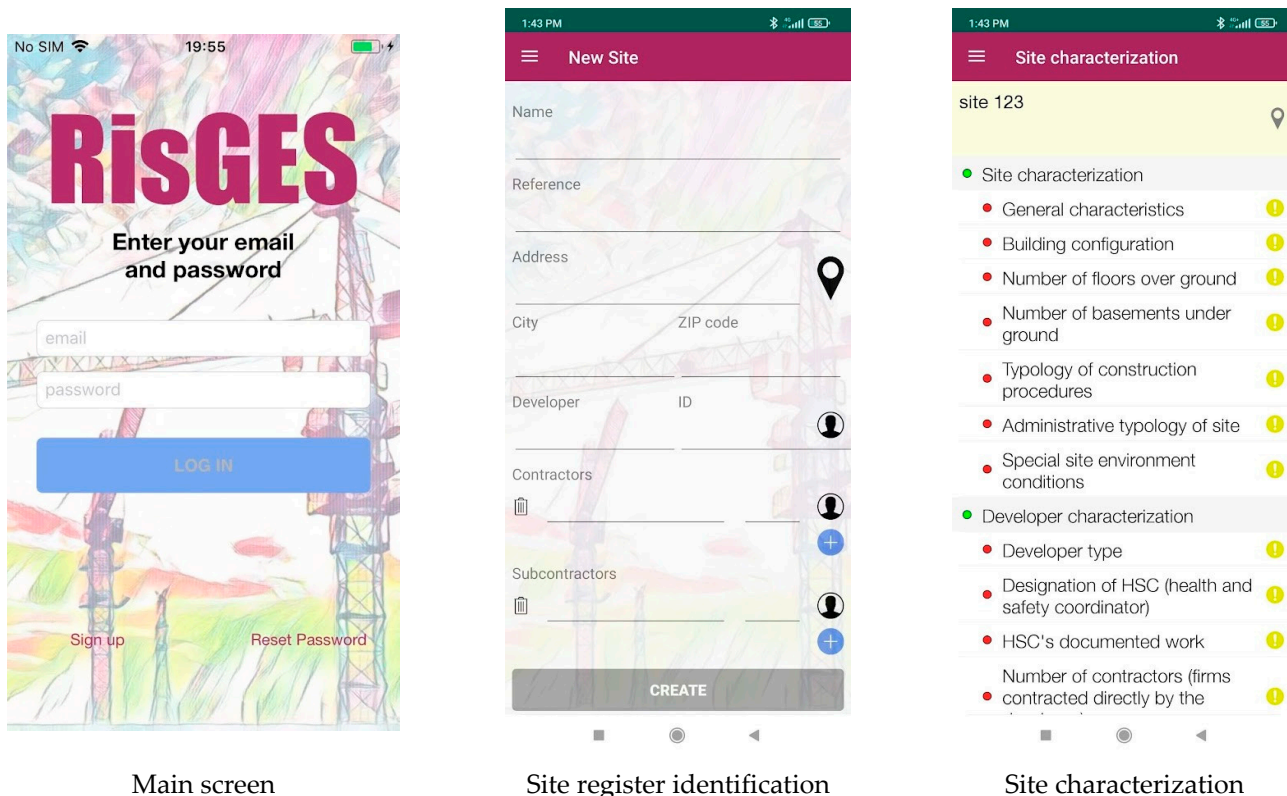 No SIM 19:55
RisGES
Enter your email
and password
email
password
LOG IN
Sign up Reset Password
Main screen
1:43 PM 4G 55
New Site
Name
Reference
Address
City ZIP code
Developer ID
Contractors
Subcontractors
CREATE
Site register identification
1:43 PM 4G+ 55
Site characterization
site 123
Site characterization
General characteristics
Building configuration
Number of floors over ground
Number of basements under
ground
Typology of construction
procedures
Administrative typology of site
Special site environment
conditions
Developer characterization
Developer type
Designation of HSC (health and
safety coordinator)
HSC's documented work
Number of contractors (firms
contracted directly by the
Site characterization